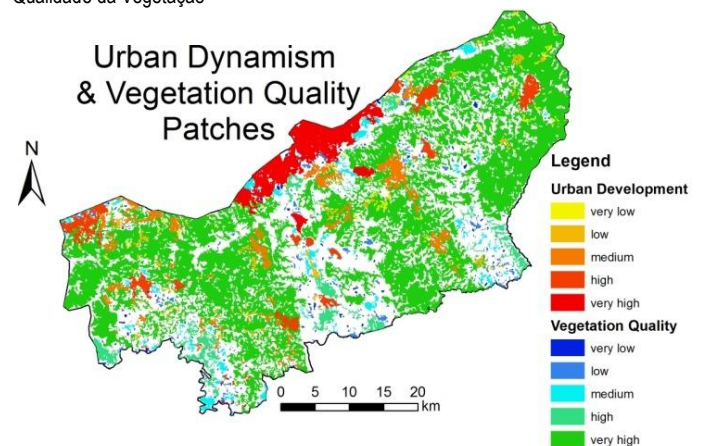 Qualidade da Vegetação
Urban Dynamism
& Vegetation Quality
Patches
N
Legend
Urban Development
very low
low
medium
high
very high
Vegetation Quality
very low
low
medium
high
very high
0 5 10 15 20
km